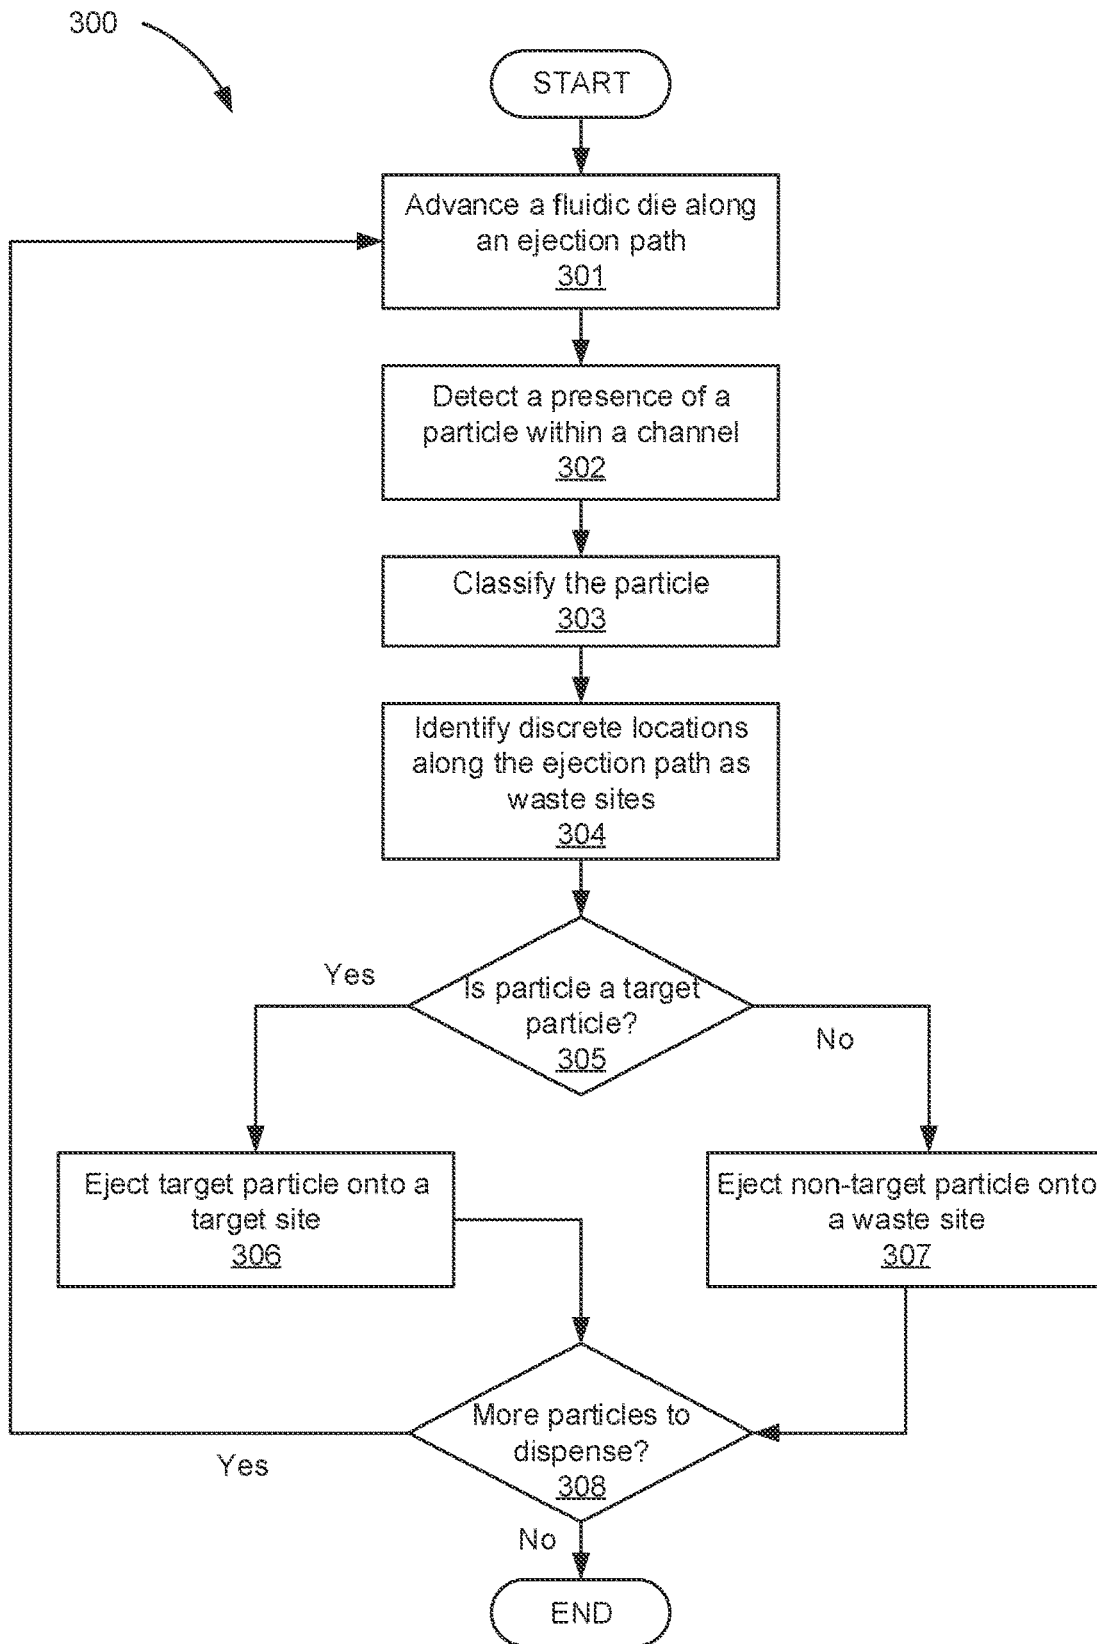 300
START
Advance a fluidic die along
an ejection path
301
Detect a presence of a
particle within a channel
302
Classify the particle
303
Identify discrete locations
along the ejection path as
waste sites
304
Yes
Is particle a target
particle?
305
No
Eject target particle onto a
target site
306
Eject non-target particle onto
a waste site
307
More particles to
dispense?
308
Yes
No
END